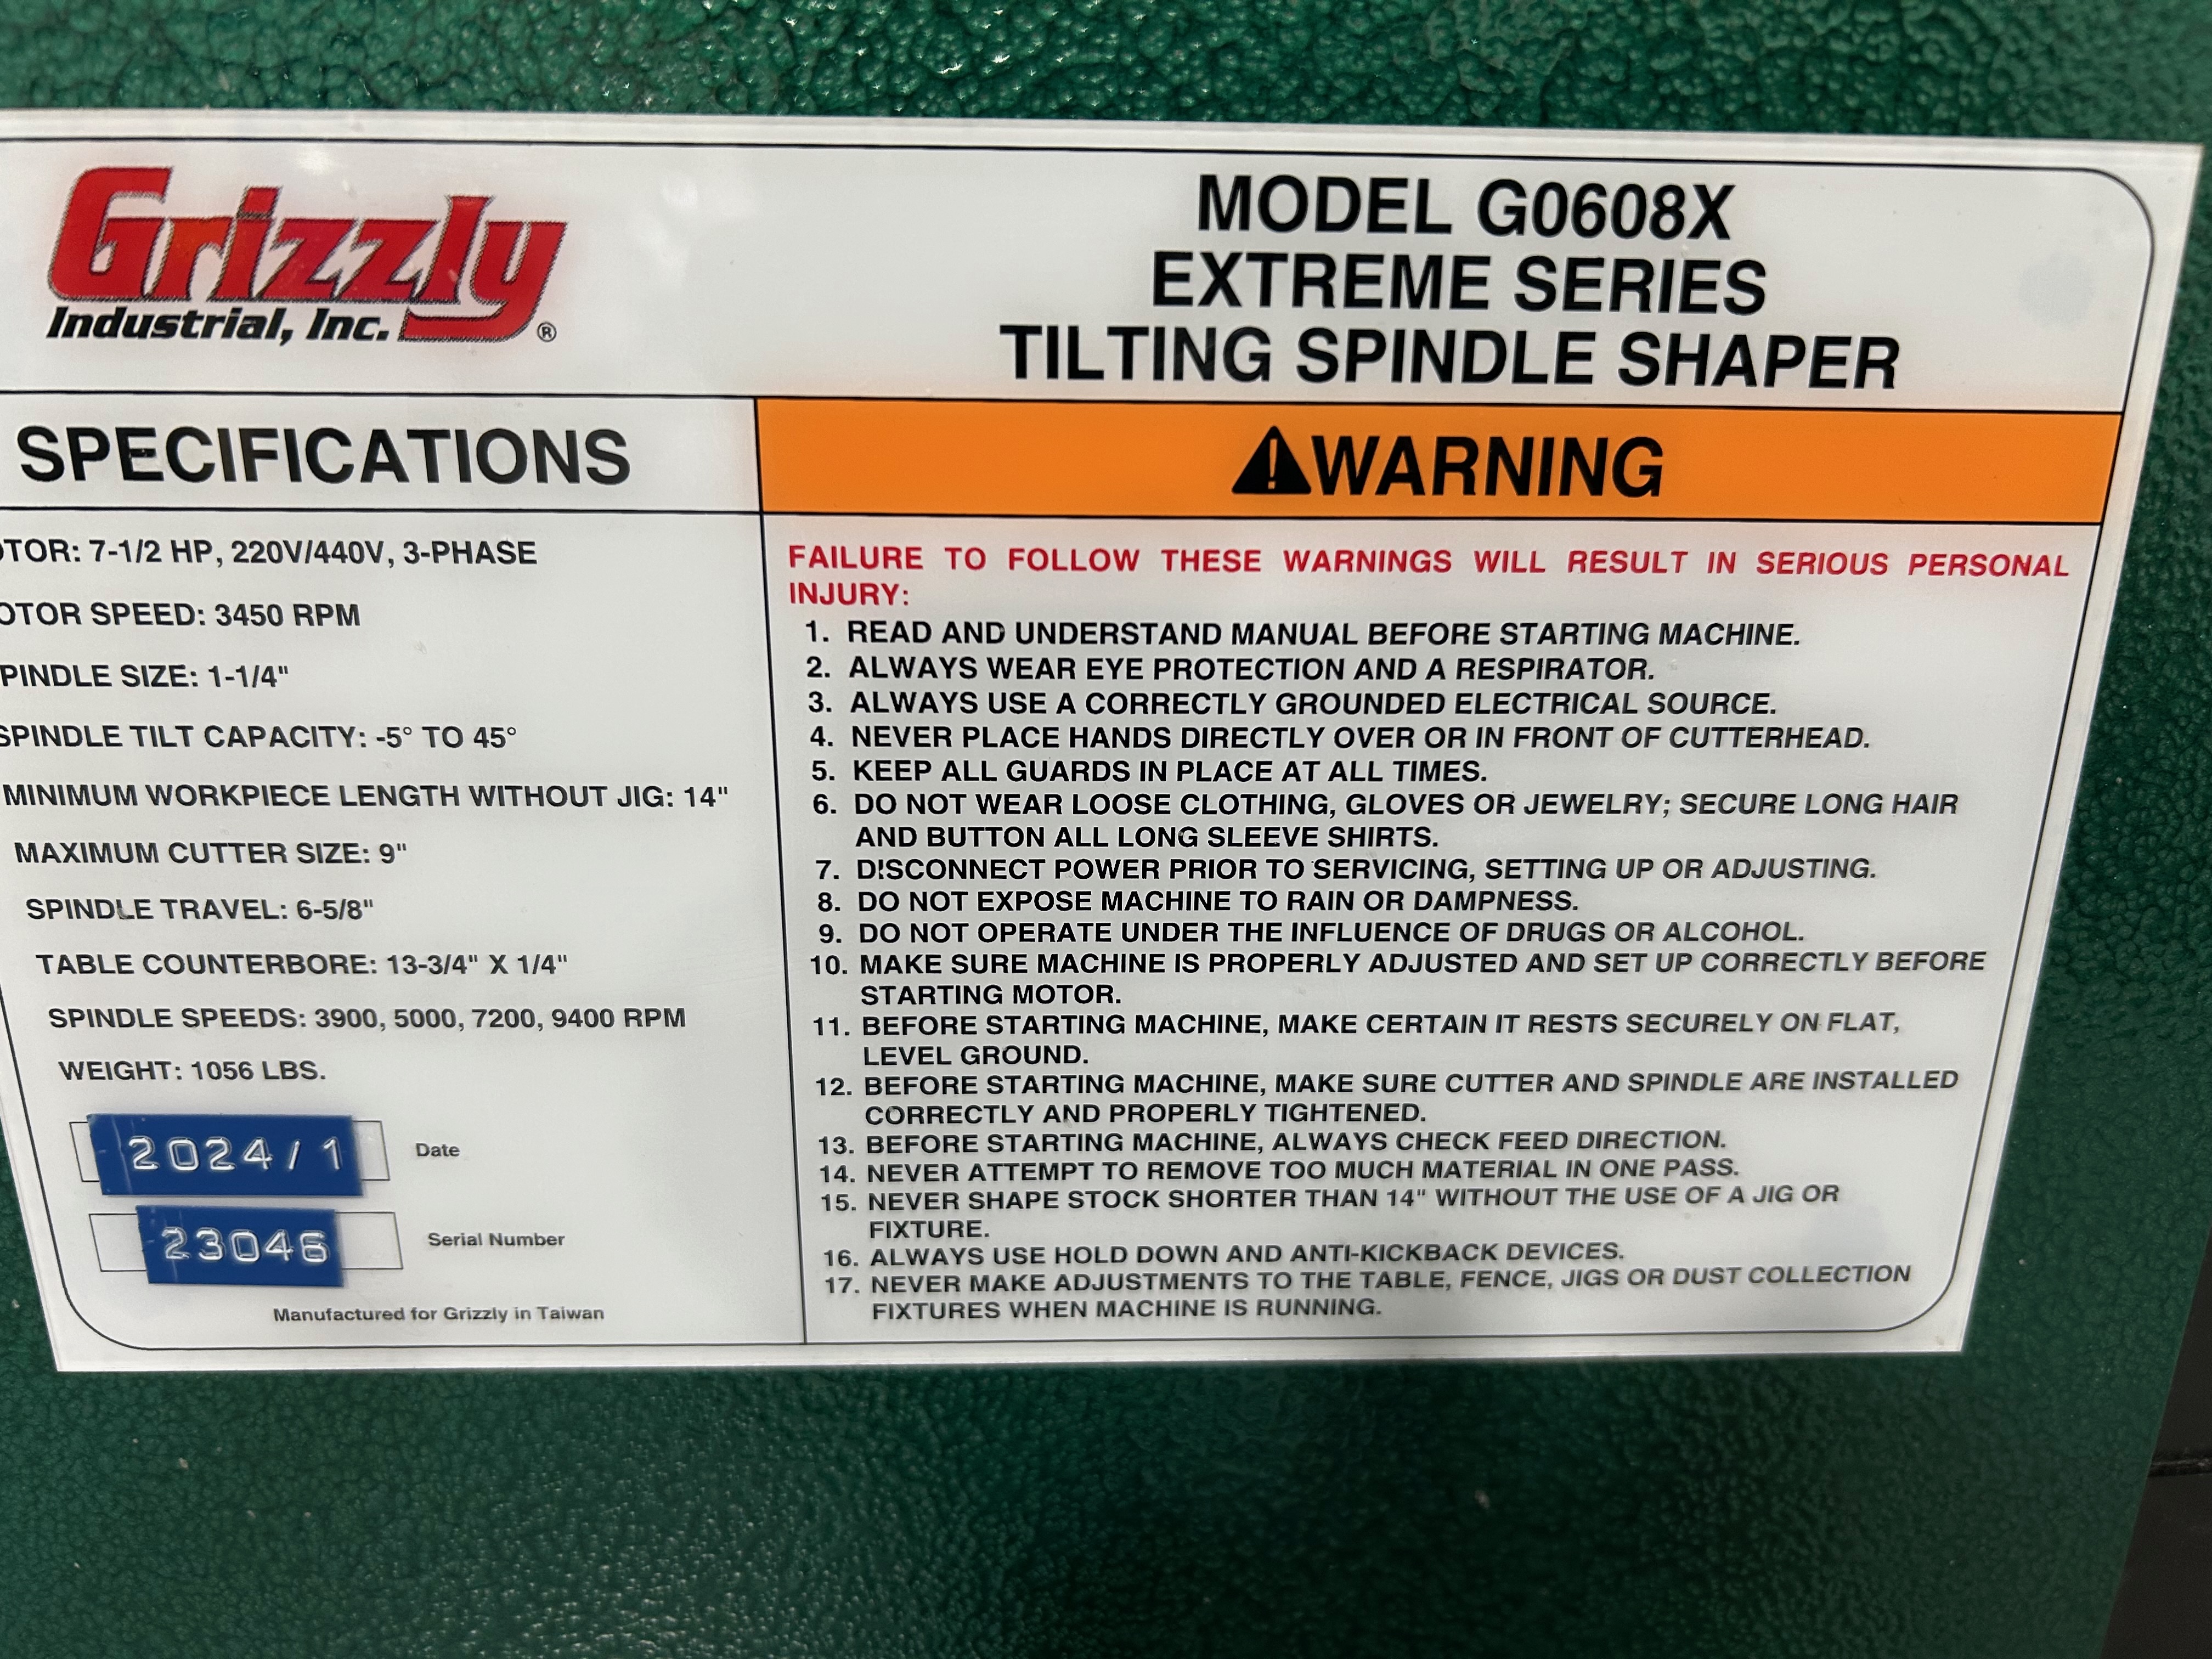 Grizzly
Industrial, Inc. ®
MODEL G0608X
EXTREME SERIES
TILTING SPINDLE SHAPER
SPECIFICATIONS
OTOR: 7-1/2 HP, 220V/440V, 3-PHASE
OTOR SPEED: 3450 RPM
PINDLE SIZE: 1-1/4"
SPINDLE TILT CAPACITY: -5° TO 45°
MINIMUM WORKPIECE LENGTH WITHOUT JIG: 14"
MAXIMUM CUTTER SIZE: 9"
SPINDLE TRAVEL: 6-5/8"
TABLE COUNTERBORE: 13-3/4" X 1/4"
SPINDLE SPEEDS: 3900, 5000, 7200, 9400 RPM
WEIGHT: 1056 LBS.
2024/1 Date
23046 Serial Number
Manufactured for Grizzly in Taiwan
WARNING
FAILURE TO FOLLOW THESE WARNINGS WILL RESULT IN SERIOUS PERSONAL
INJURY:
1. READ AND UNDERSTAND MANUAL BEFORE STARTING MACHINE.
2. ALWAYS WEAR EYE PROTECTION AND A RESPIRATOR.
3. ALWAYS USE A CORRECTLY GROUNDED ELECTRICAL SOURCE.
4. NEVER PLACE HANDS DIRECTLY OVER OR IN FRONT OF CUTTERHEAD.
5. KEEP ALL GUARDS IN PLACE AT ALL TIMES.
6. DO NOT WEAR LOOSE CLOTHING, GLOVES OR JEWELRY; SECURE LONG HAIR
AND BUTTON ALL LONG SLEEVE SHIRTS.
7. DISCONNECT POWER PRIOR TO SERVICING, SETTING UP OR ADJUSTING.
8. DO NOT EXPOSE MACHINE TO RAIN OR DAMPNESS.
9. DO NOT OPERATE UNDER THE INFLUENCE OF DRUGS OR ALCOHOL.
10. MAKE SURE MACHINE IS PROPERLY ADJUSTED AND SET UP CORRECTLY BEFORE
STARTING MOTOR.
11. BEFORE STARTING MACHINE, MAKE CERTAIN IT RESTS SECURELY ON FLAT,
LEVEL GROUND.
12. BEFORE STARTING MACHINE, MAKE SURE CUTTER AND SPINDLE ARE INSTALLED
CORRECTLY AND PROPERLY TIGHTENED.
13. BEFORE STARTING MACHINE, ALWAYS CHECK FEED DIRECTION.
14. NEVER ATTEMPT TO REMOVE TOO MUCH MATERIAL IN ONE PASS.
15. NEVER SHAPE STOCK SHORTER THAN 14" WITHOUT THE USE OF A JIG OR
FIXTURE.
16. ALWAYS USE HOLD DOWN AND ANTI-KICKBACK DEVICES.
17. NEVER MAKE ADJUSTMENTS TO THE TABLE, FENCE, JIGS OR DUST COLLECTION
FIXTURES WHEN MACHINE IS RUNNING.